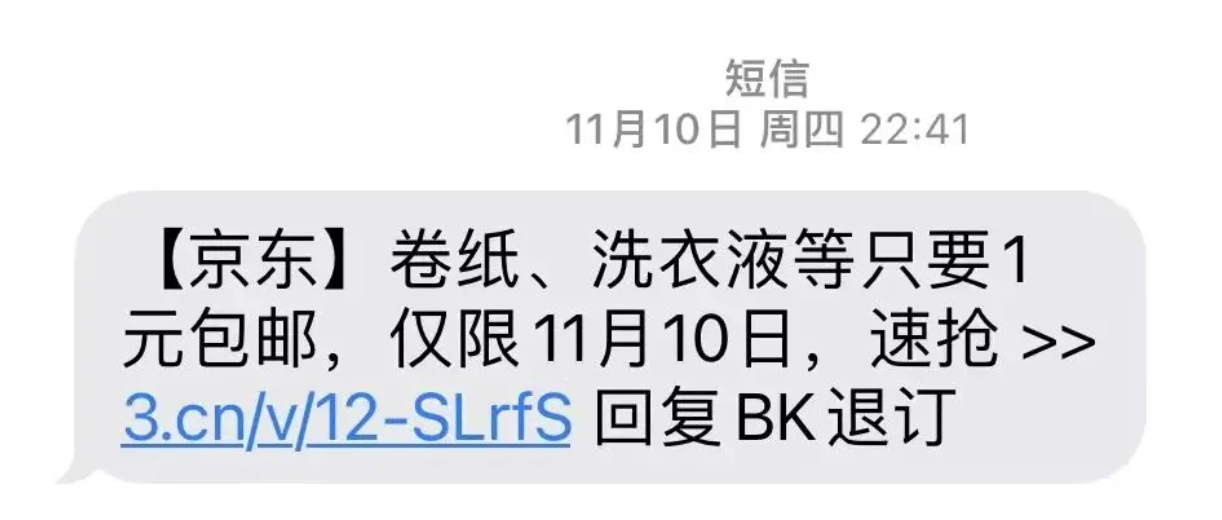 短信
11月10日 周四 22:41
【京东】卷纸、洗衣液等只要1
元包邮，仅限11月10日，速抢 >>
3.cn/v/12-SLrfS 回复BK退订